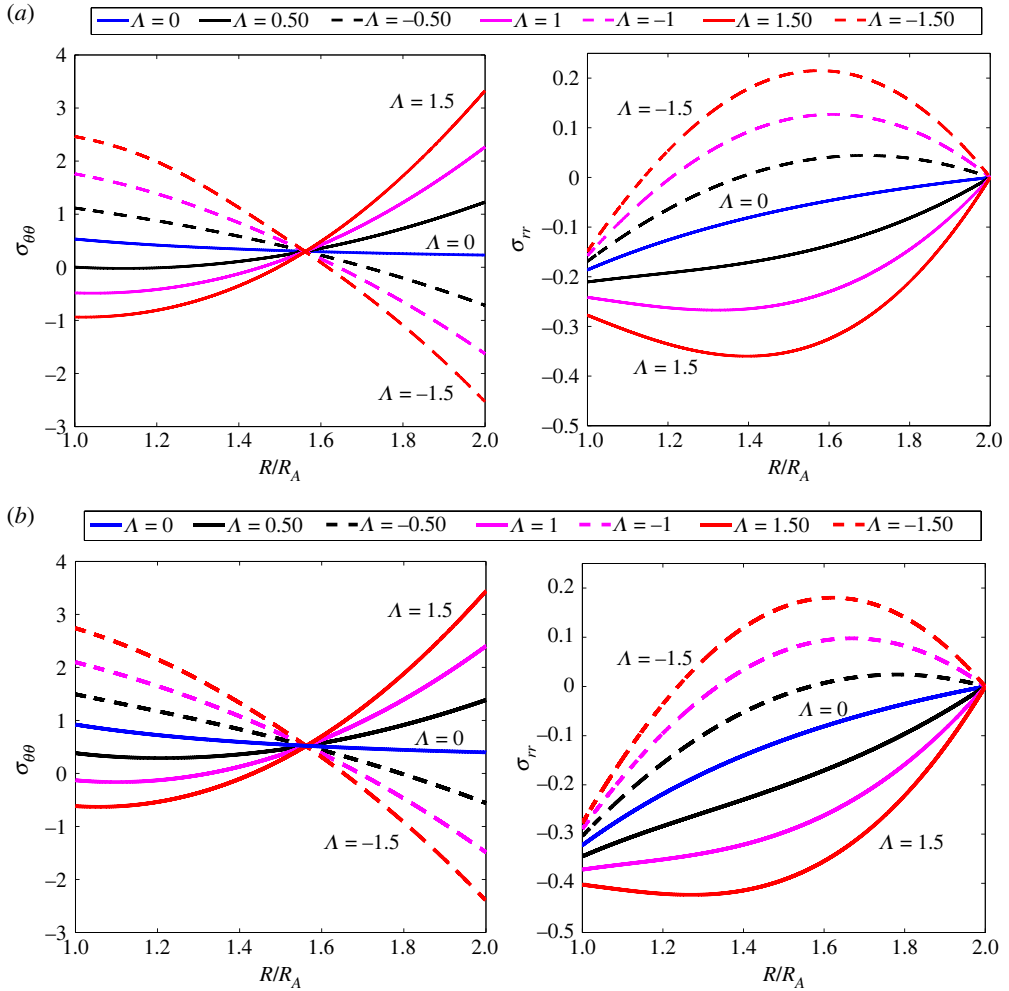 (a)
Λ = 0 Λ = 0.50 Λ = –0.50 Λ = 1 Λ = –1 Λ = 1.50 Λ = –1.50
4
3
2
1
0
–1
–2
–3
σθθ
Λ = 1.5
Λ = 0
Λ = –1.5
1.0 1.2 1.4 1.6 1.8 2.0
R/RA
0.2
0.1
0
–0.1
–0.2
–0.3
–0.4
–0.5
σrr
Λ = –1.5
Λ = 0
Λ = 1.5
1.0 1.2 1.4 1.6 1.8 2.0
R/RA
(b)
Λ = 0 Λ = 0.50 Λ = –0.50 Λ = 1 Λ = –1 Λ = 1.50 Λ = –1.50
4
3
2
1
0
–1
–2
–3
σθθ
Λ = 1.5
Λ = 0
Λ = –1.5
1.0 1.2 1.4 1.6 1.8 2.0
R/RA
0.2
0.1
0
–0.1
–0.2
–0.3
–0.4
–0.5
σrr
Λ = –1.5
Λ = 0
Λ = 1.5
1.0 1.2 1.4 1.6 1.8 2.0
R/RA